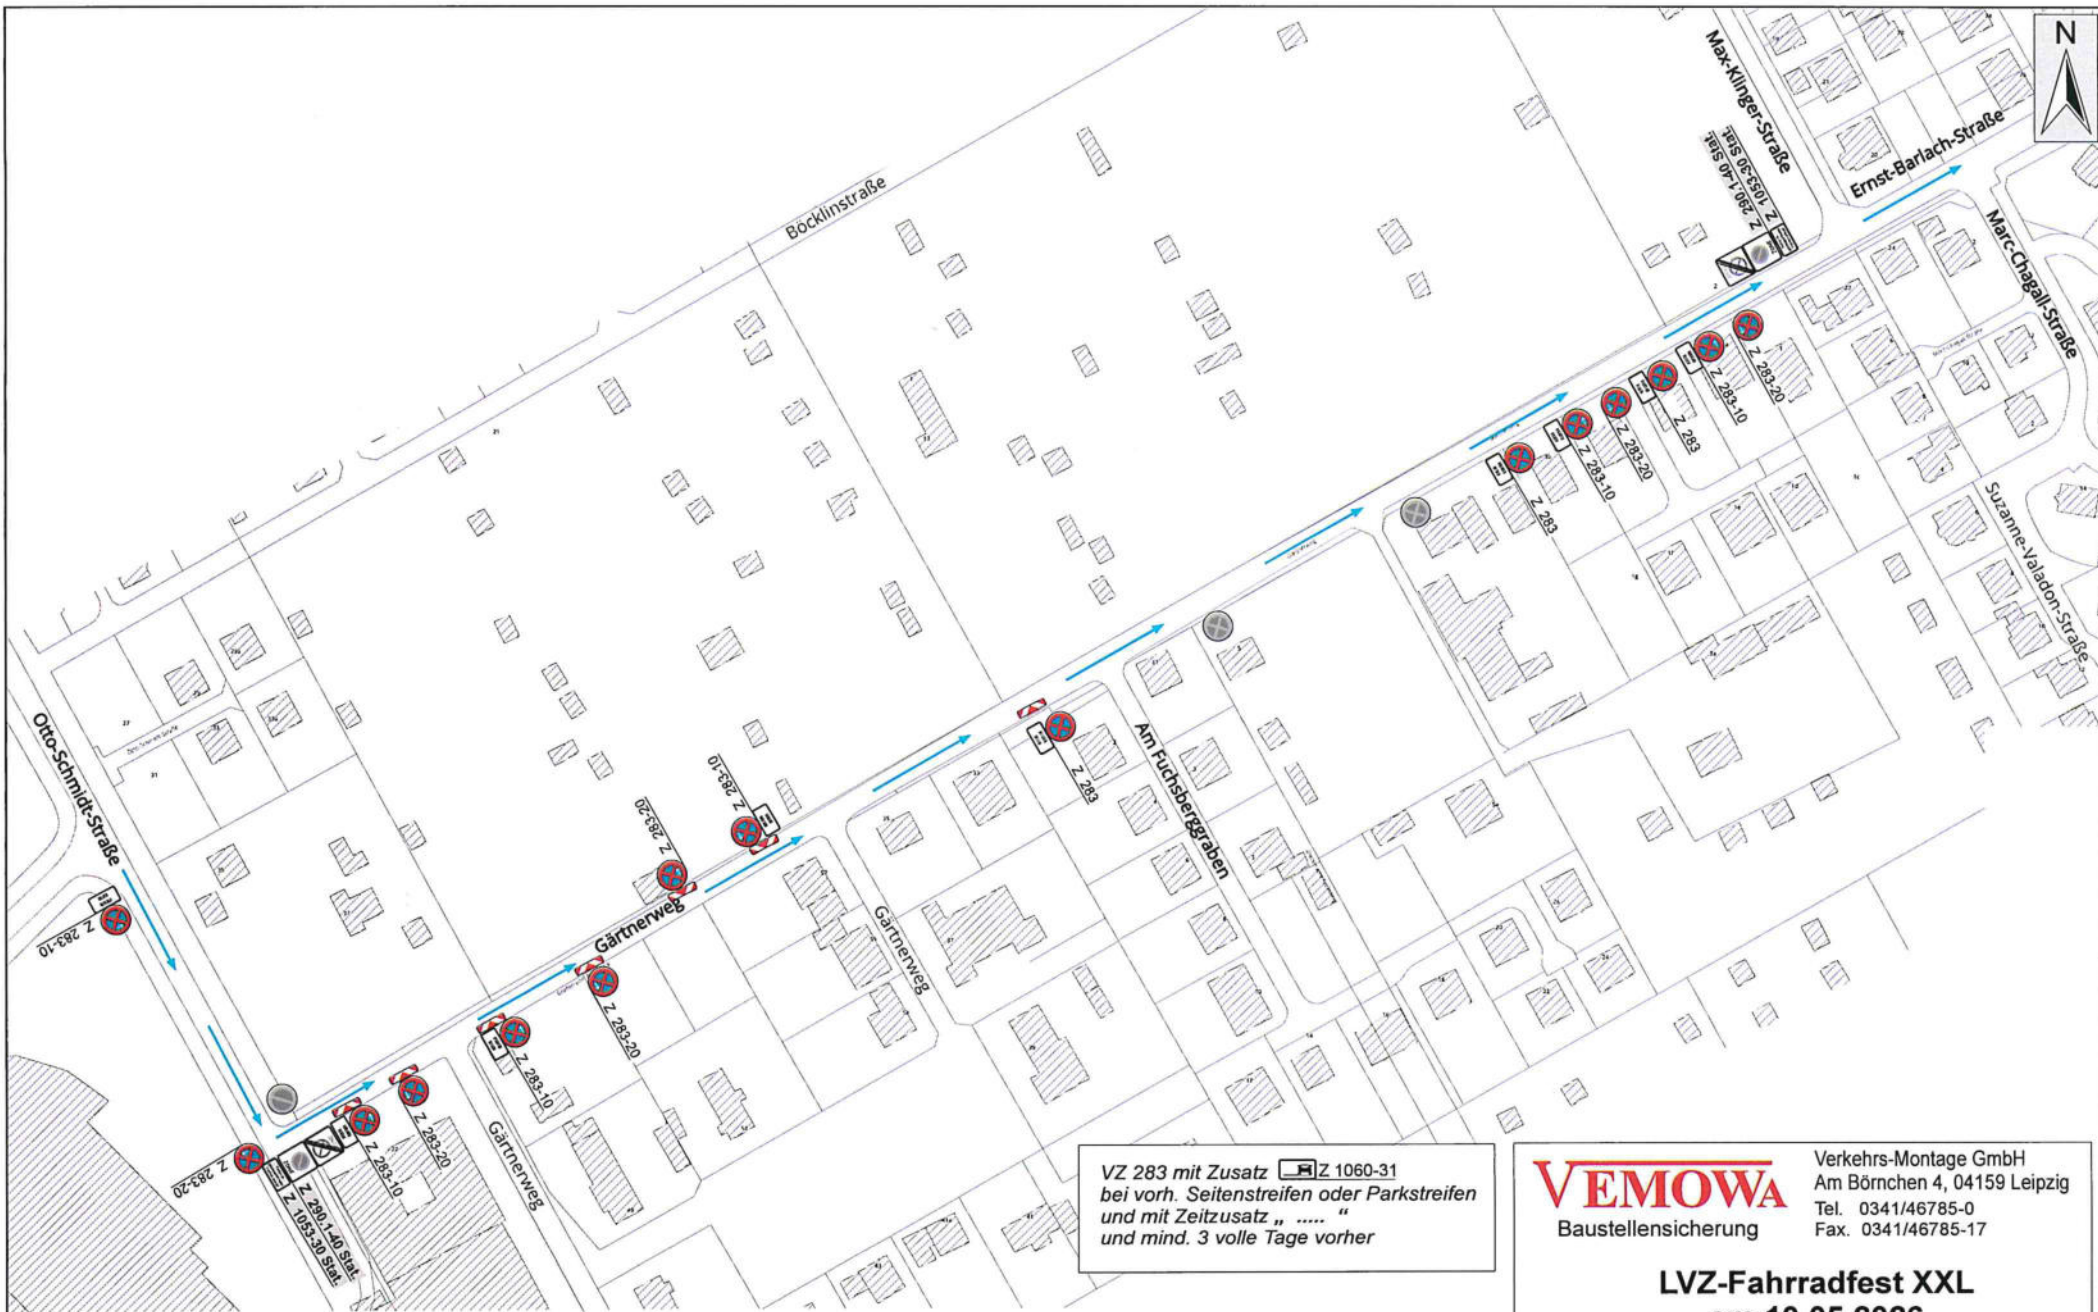 N
Max-Klinger-Straße
Ernst-Barlach-Straße
Marc-Chagall-Straße
Suzanne-Valadon-Straße
Böcklinstraße
Z 1053-30 Stat.
Z 290.1-40 Stat.
Z 283-20
Z 283-10
Z 283
Z 283-20
Z 283-10
Z 283
Otto-Schmidt-Straße
Am Fuchsberggraben
Z 283
Z 283-10
Z 283-20
Gärtnerweg
Gärtnerweg
Gärtnerweg
Z 283-20
Z 283-10
Z 283-20
Z 283-10
Z 283-10
Z 283-20
Z 290.1-40 Stat.
Z 1053-30 Stat.
VZ 283 mit Zusatz Z 1060-31
bei vorh. Seitenstreifen oder Parkstreifen
und mit Zeitzusatz „ ..... “
und mind. 3 volle Tage vorher
VEMOWA
Baustellensicherung
Verkehrs-Montage GmbH
Am Börnchen 4, 04159 Leipzig
Tel. 0341/46785-0
Fax. 0341/46785-17
LVZ-Fahrradfest XXL